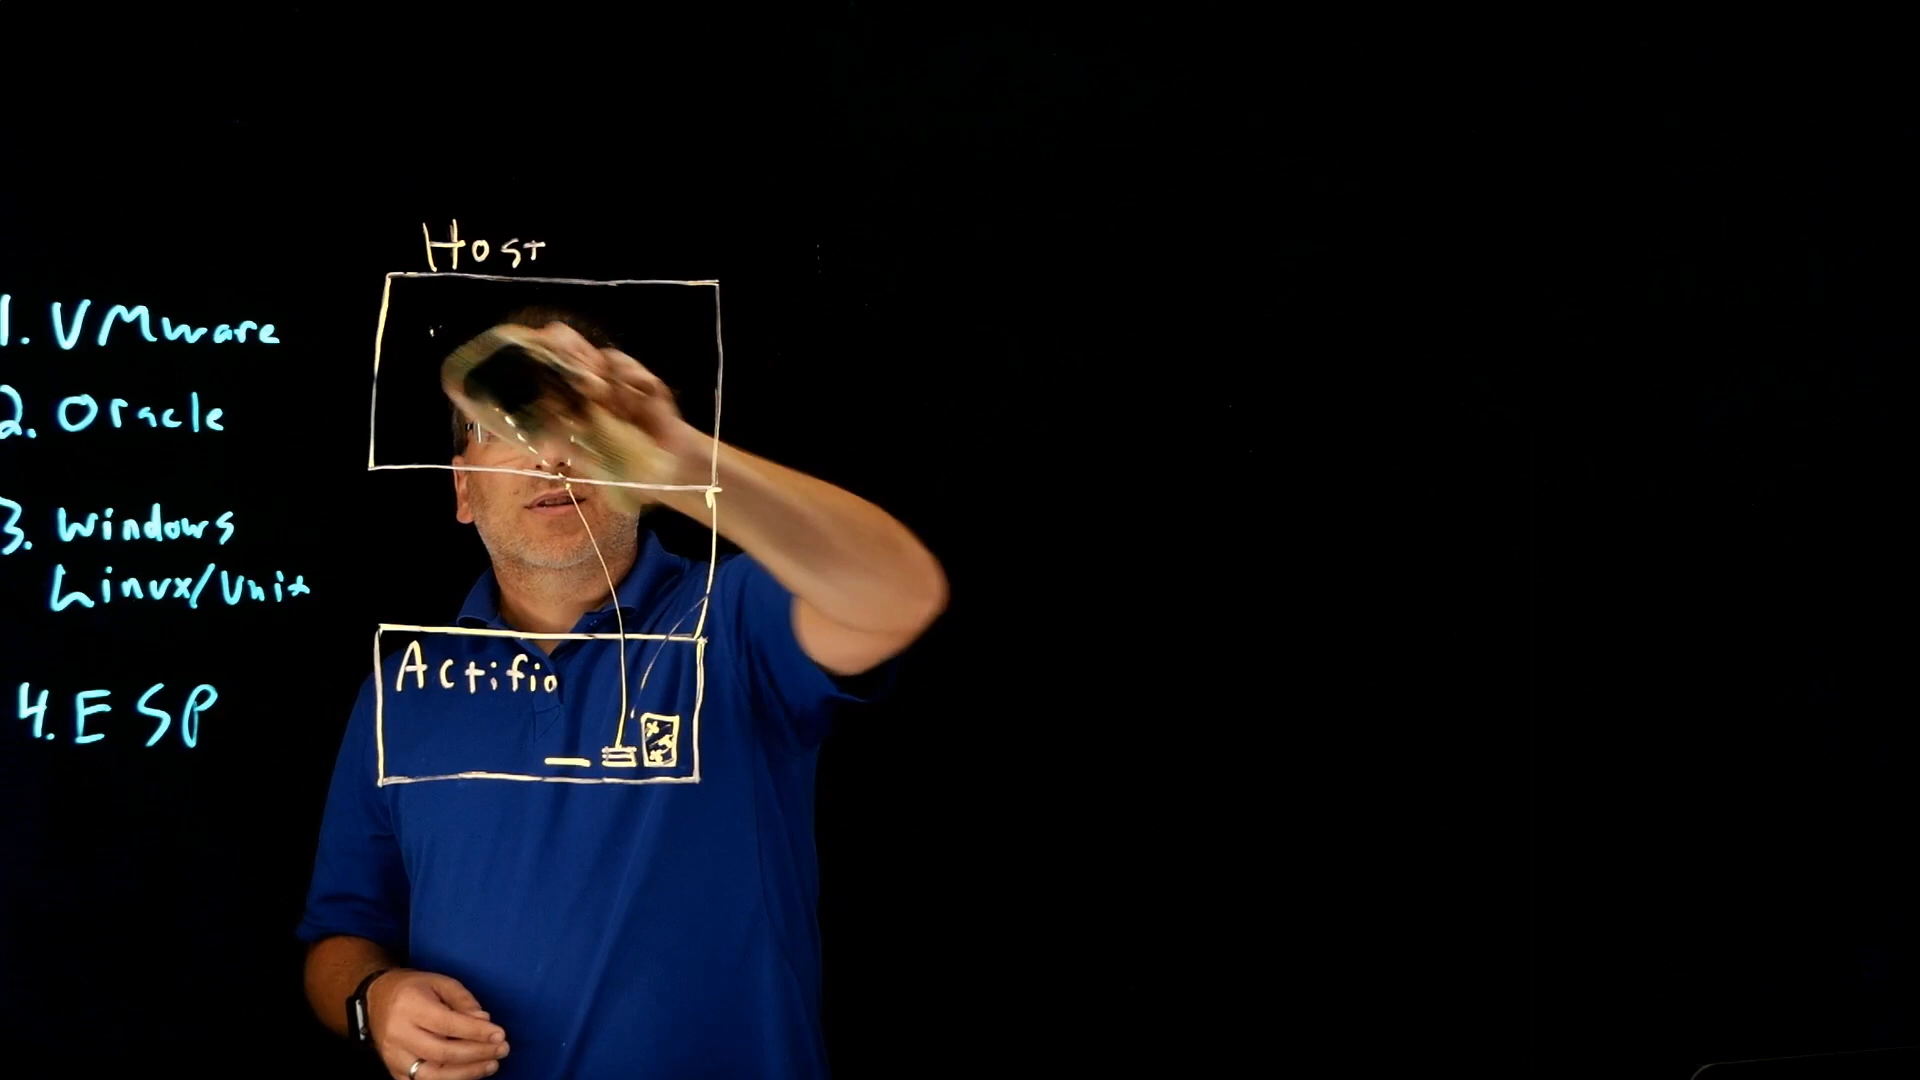 Host
1. VMware
2. Oracle
3. Windows
Linux/Unix
Actifio
4. ESP